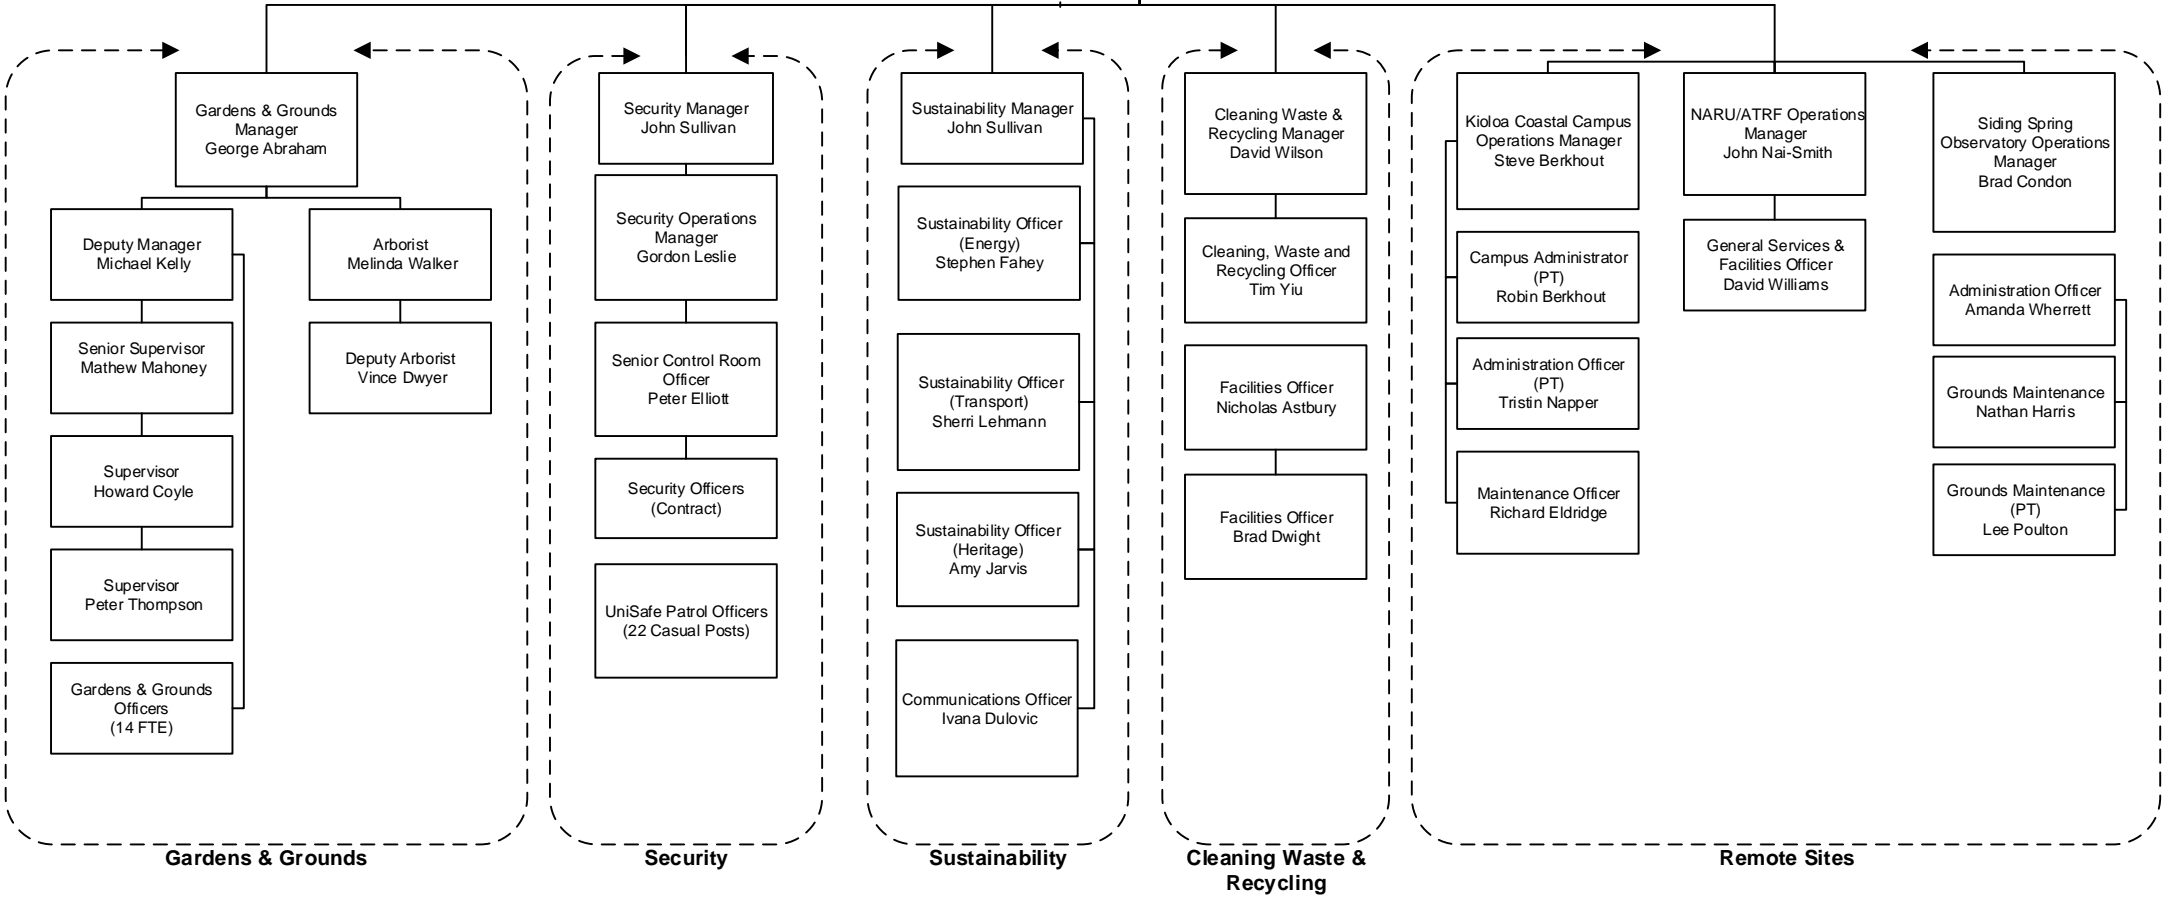 Gardens & Grounds
Manager
George Abraham
Deputy Manager
Michael Kelly
Arborist
Melinda Walker
Senior Supervisor
Mathew Mahoney
Deputy Arborist
Vince Dwyer
Supervisor
Howard Coyle
Supervisor
Peter Thompson
Gardens & Grounds
Officers
(14 FTE)
Gardens & Grounds
Security Manager
John Sullivan
Security Operations
Manager
Gordon Leslie
Senior Control Room
Officer
Peter Elliott
Security Officers
(Contract)
UniSafe Patrol Officers
(22 Casual Posts)
Security
Sustainability Manager
John Sullivan
Sustainability Officer
(Energy)
Stephen Fahey
Sustainability Officer
(Transport)
Sherri Lehmann
Sustainability Officer
(Heritage)
Amy Jarvis
Communications Officer
Ivana Dulovic
Sustainability
Cleaning Waste &
Recycling Manager
David Wilson
Cleaning, Waste and
Recycling Officer
Tim Yiu
Facilities Officer
Nicholas Astbury
Facilities Officer
Brad Dwight
Cleaning Waste &
Recycling
Kioloa Coastal Campus
Operations Manager
Steve Berkhout
Campus Administrator
(PT)
Robin Berkhout
Administration Officer
(PT)
Tristin Napper
Maintenance Officer
Richard Eldridge
NARU/ATRF Operations
Manager
John Nai-Smith
General Services &
Facilities Officer
David Williams
Siding Spring
Observatory Operations
Manager
Brad Condon
Administration Officer
Amanda Wherrett
Grounds Maintenance
Nathan Harris
Grounds Maintenance
(PT)
Lee Poulton
Remote Sites